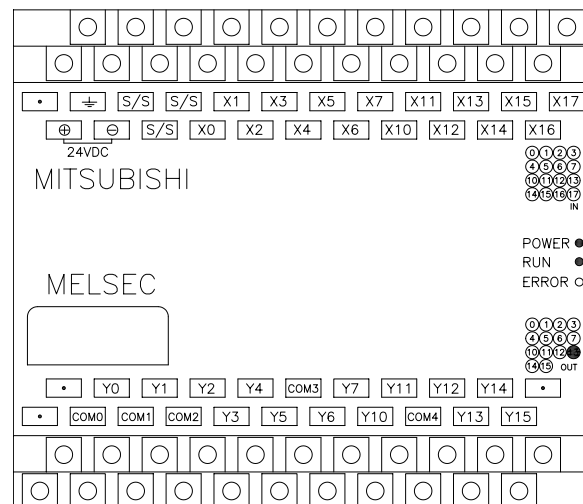 • ⏚ S/S S/S X1 X3 X5 X7 X11 X13 X15 X17
⊕ ⊖ S/S X0 X2 X4 X6 X10 X12 X14 X16
24VDC
MITSUBISHI
0 1 2 3
4 5 6 7
10 11 12 13
14 15 16 17
IN
POWER
RUN
ERROR
MELSEC
0 1 2 3
4 5 6 7
10 11 12 13
14 15 OUT
• Y0 Y1 Y2 Y4 COM3 Y7 Y11 Y12 Y14 •
• COM0 COM1 COM2 Y3 Y5 Y6 Y10 COM4 Y13 Y15